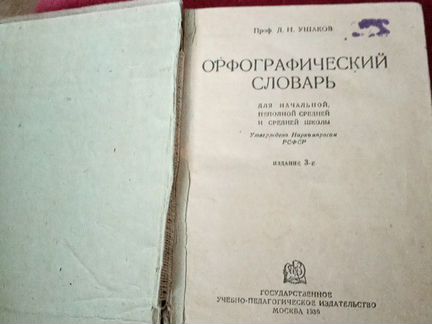 Проф. Д. Н. УШАКОВ
ОРФОГРАФИЧЕСКИЙ
СЛОВАРЬ
ДЛЯ НАЧАЛЬНОЙ,
НЕПОЛНОЙ СРЕДНЕЙ
И СРЕДНЕЙ ШКОЛЫ
Утвержден Наркомпросом
РСФСР
ИЗДАНИЕ 3-е
ГОСУДАРСТВЕННОЕ
УЧЕБНО-ПЕДАГОГИЧЕСКОЕ ИЗДАТЕЛЬСТВО
МОСКВА